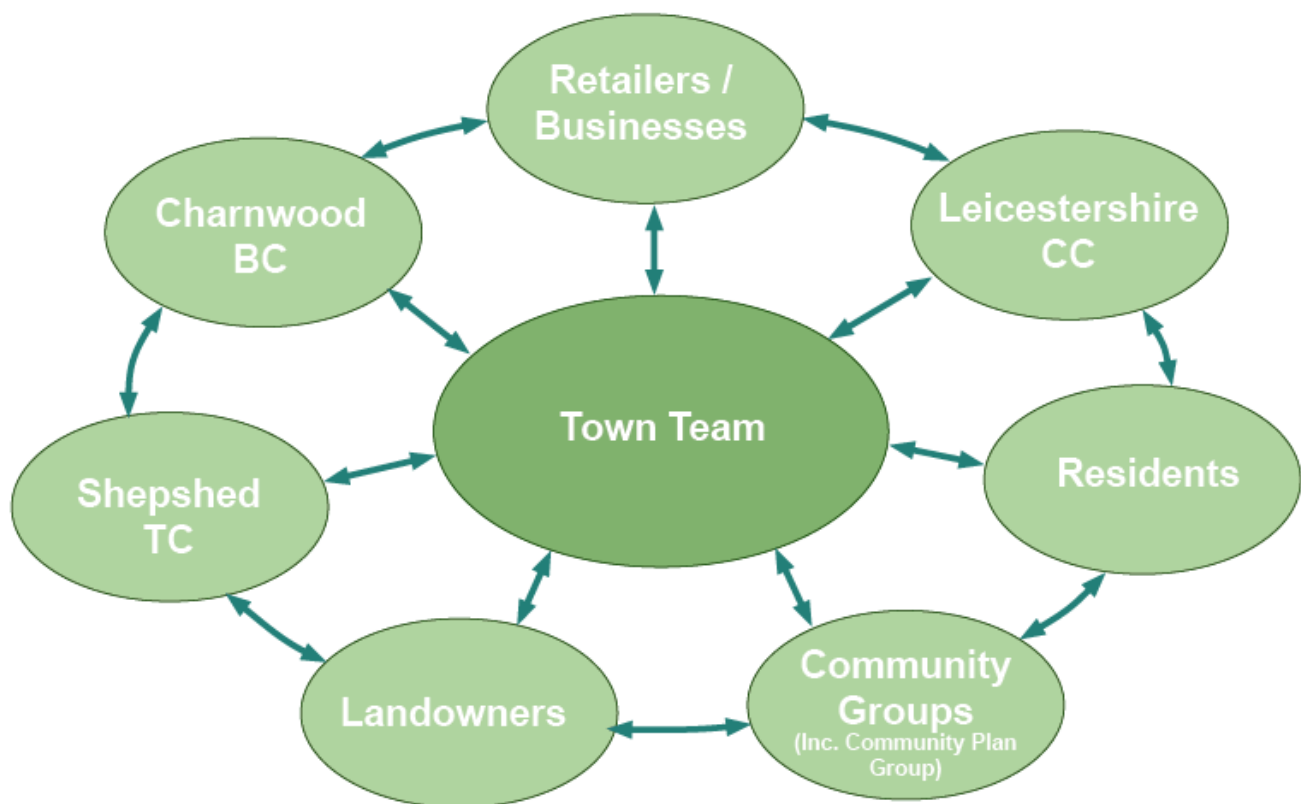 Retailers /
Businesses
Charnwood
BC
Leicestershire
CC
Town Team
Residents
Shepshed
TC
Landowners
Community
Groups
(Inc. Community Plan
Group)